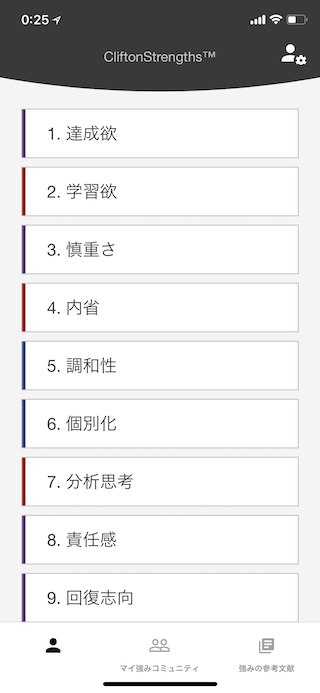 0:25
CliftonStrengths™
1. 達成欲
2. 学習欲
3. 慎重さ
4. 内省
5. 調和性
6. 個別化
7. 分析思考
8. 責任感
9. 回復志向
マイ強みコミュニティ
強みの参考文献